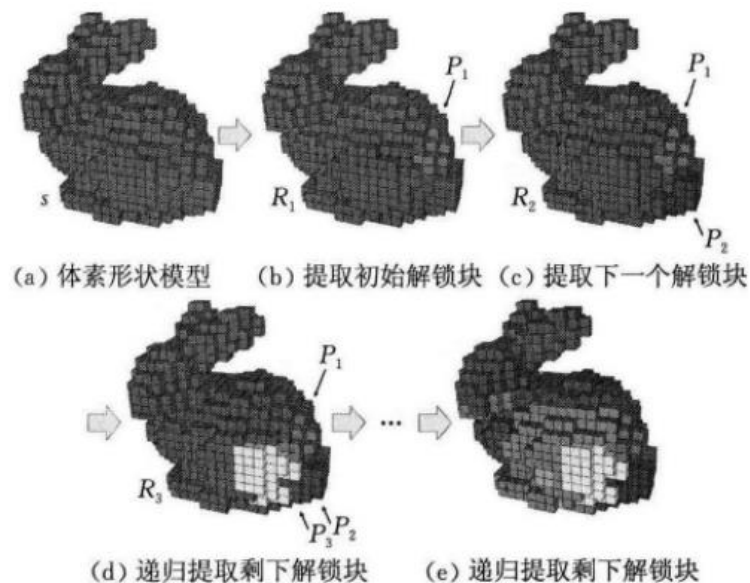 P₁
P₁
s
R₁
R₂
P₂
(a) 体素形状模型
(b) 提取初始解锁块
(c) 提取下一个解锁块
P₁
...
R₃
P₃
P₂
(d) 递归提取剩下解锁块
(e) 递归提取剩下解锁块